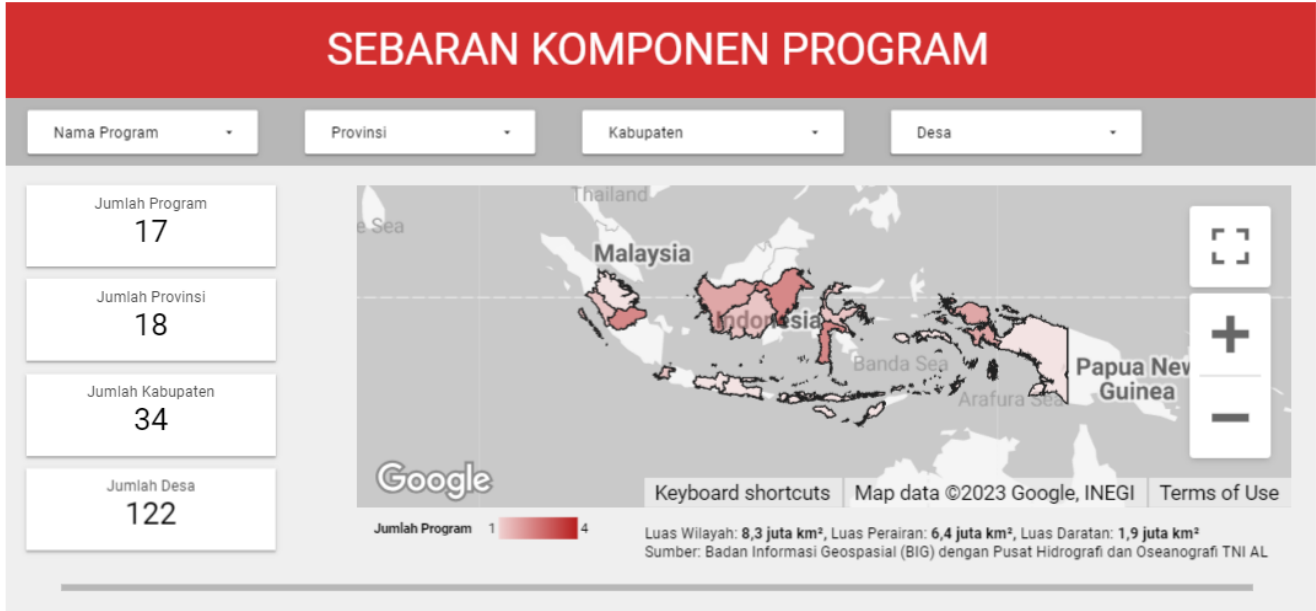 SEBARAN KOMPONEN PROGRAM
Nama Program
Provinsi
Kabupaten
Desa
Jumlah Program
17
Jumlah Provinsi
18
Jumlah Kabupaten
34
Jumlah Desa
122
Thailand
e Sea
Malaysia
Indonesia
Banda Sea
Papua New
Guinea
Arafura Sea
Google
Keyboard shortcuts
Map data ©2023 Google, INEGI
Terms of Use
Jumlah Program 1 4
Luas Wilayah: 8,3 juta km², Luas Perairan: 6,4 juta km², Luas Daratan: 1,9 juta km²
Sumber: Badan Informasi Geospasial (BIG) dengan Pusat Hidrografi dan Oseanografi TNI AL